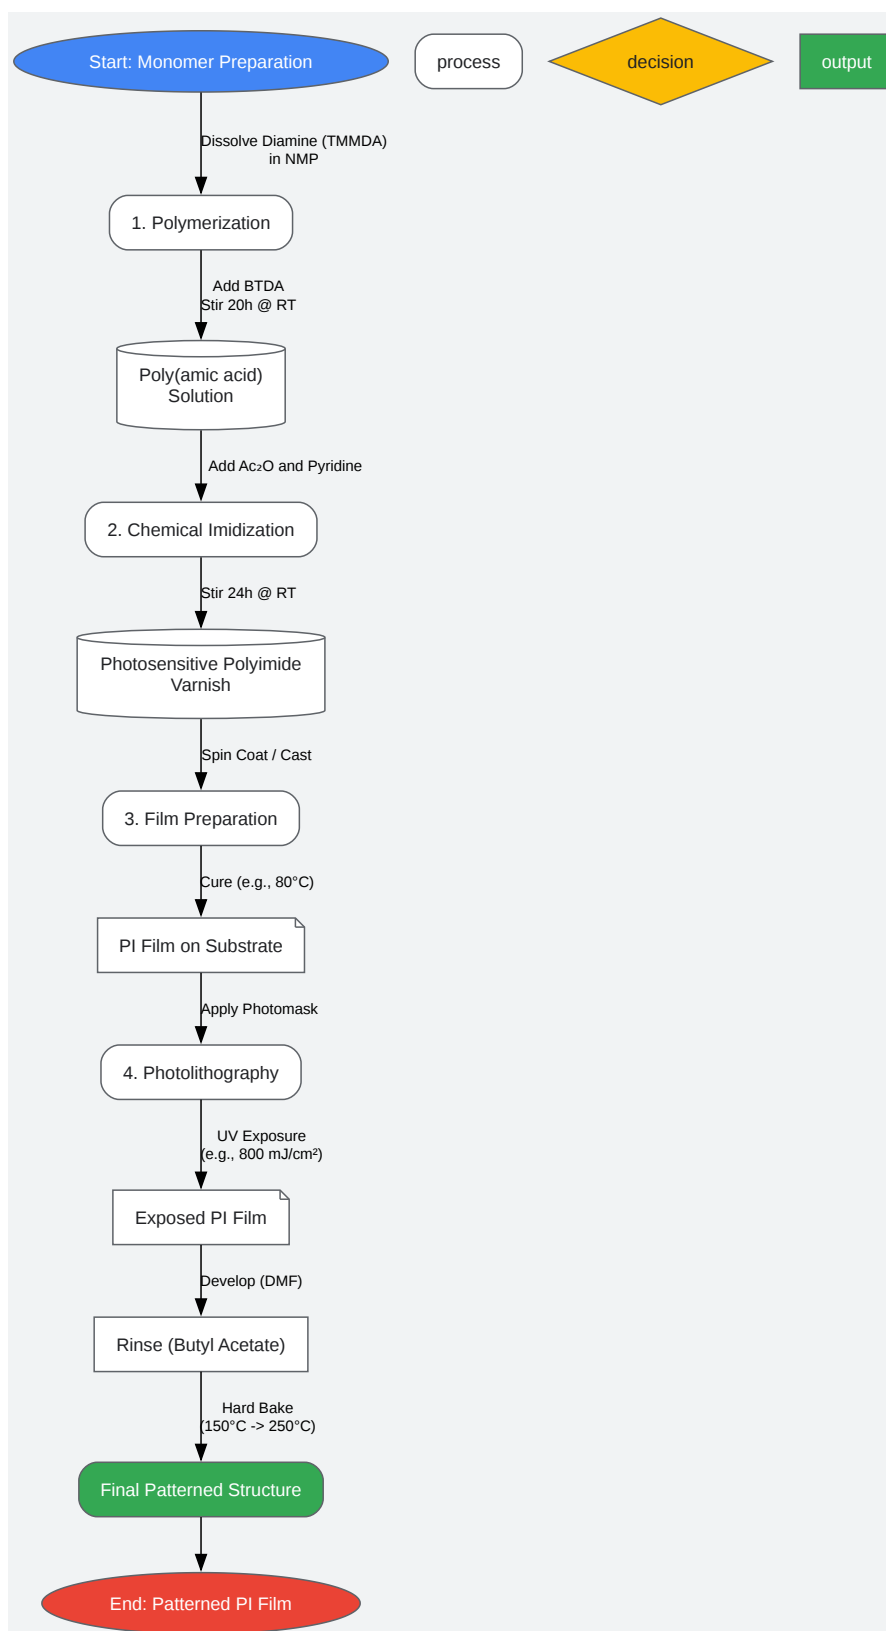 Start: Monomer Preparation
process
decision
output
Dissolve Diamine (TMMDA)
in NMP
1. Polymerization
Add BTDA
Stir 20h @ RT
Poly(amic acid)
Solution
Add Ac₂O and Pyridine
2. Chemical Imidization
Stir 24h @ RT
Photosensitive Polyimide
Varnish
Spin Coat / Cast
3. Film Preparation
Cure (e.g., 80°C)
PI Film on Substrate
Apply Photomask
4. Photolithography
UV Exposure
(e.g., 800 mJ/cm²)
Exposed PI Film
Develop (DMF)
Rinse (Butyl Acetate)
Hard Bake
(150°C -> 250°C)
Final Patterned Structure
End: Patterned PI Film